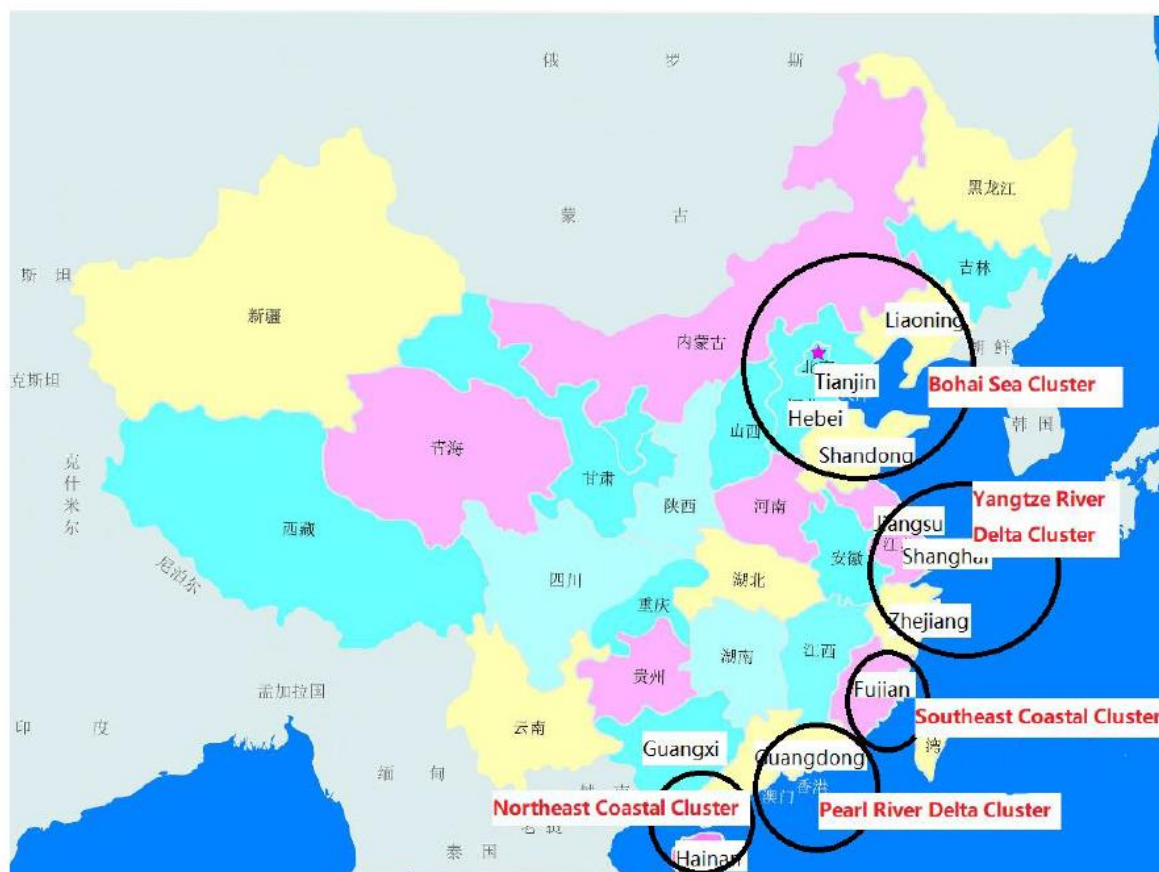 俄 罗 斯
黑龙江
蒙 古
吉林
斯 坦
新疆
Liaoning
内蒙古
朝 鲜
克斯坦
Tianjin
Bohai Sea Cluster
Hebei
山西
韩 国
青海
Shandong
克什米尔
甘肃
陕西
河南
Yangtze River
Delta Cluster
Jiangsu
西藏
安徽
Shanghai
尼泊尔
四川
湖北
重庆
Zhejiang
湖南
江西
贵州
Fujian
孟加拉国
Southeast Coastal Cluster
印 度
云南
湾
Guangxi
Guangdong
缅 甸
香港
澳门
Northeast Coastal Cluster
Pearl River Delta Cluster
泰 国
Hainan